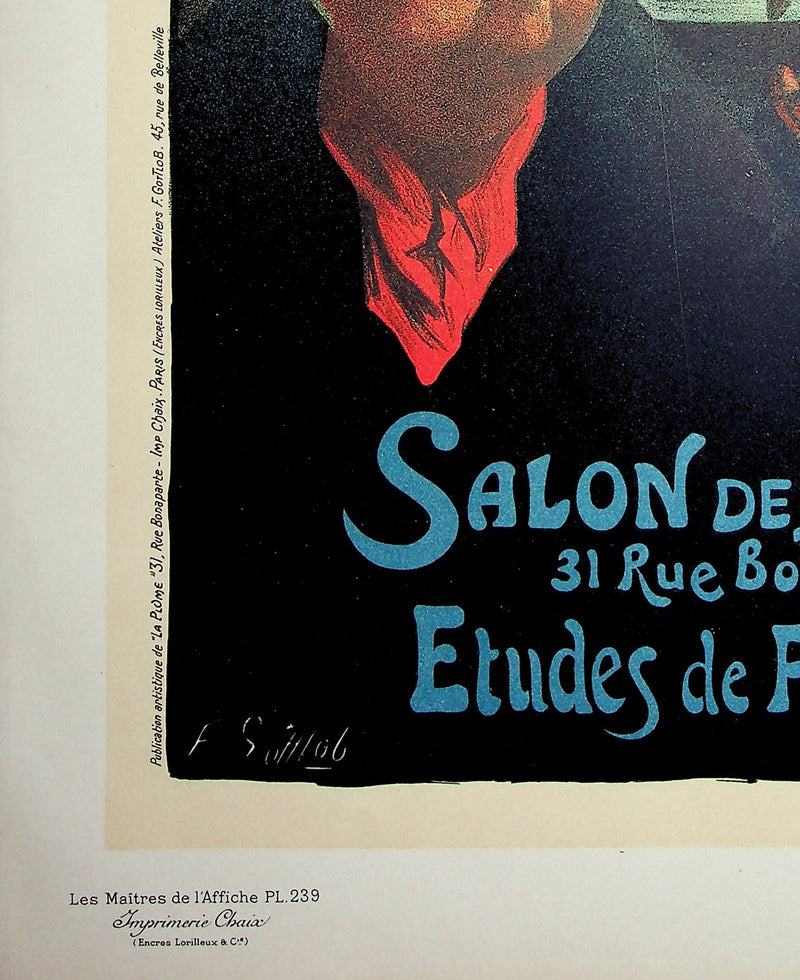 Publication artistique de "LA PLUME" 31, Rue Bonaparte - IMP Chaix. PARIS (ENCRES LORILLEUX) Ateliers F. GOTTLOB. 45, rue de Belleville
SALON DE
31 Rue Bo
Etudes de
F Gottlob
Les Maîtres de l'Affiche PL.239
Imprimerie Chaix
(Encres Lorilleux & Cie)